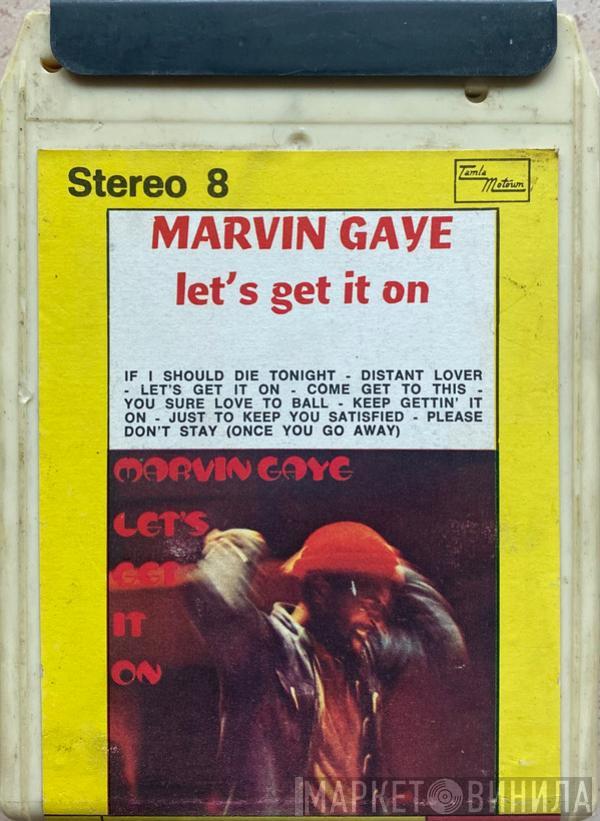 Stereo 8
Tamla
Motown
MARVIN GAYE
let's get it on
IF I SHOULD DIE TONIGHT - DISTANT LOVER
- LET'S GET IT ON - COME GET TO THIS -
YOU SURE LOVE TO BALL - KEEP GETTIN' IT
ON - JUST TO KEEP YOU SATISFIED - PLEASE
DON'T STAY (ONCE YOU GO AWAY)
MARVIN GAYE
LET'S
GET
IT
ON
МАРКЕТ ВИНИЛА